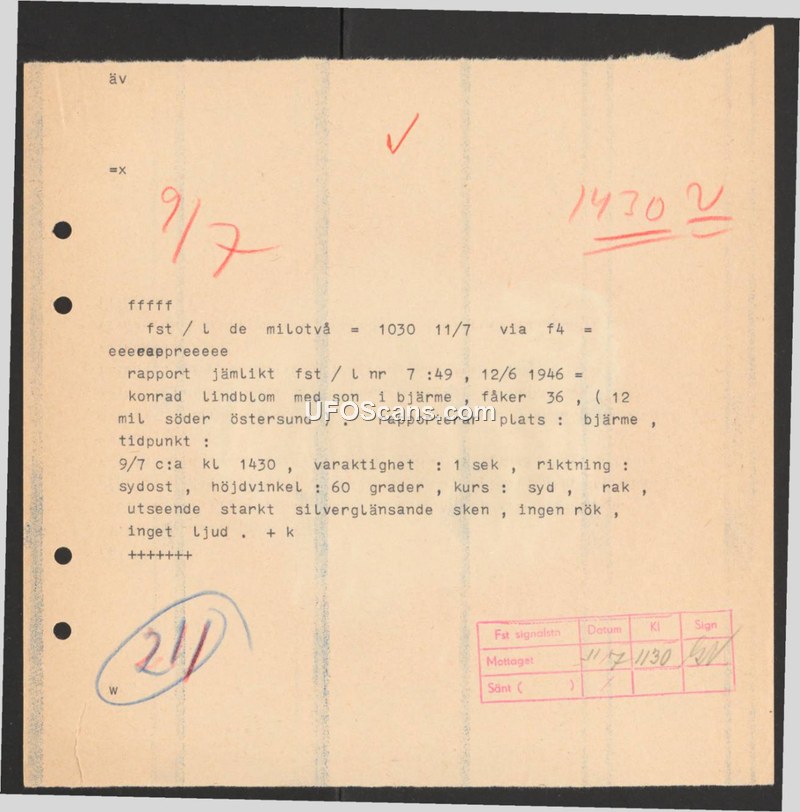 äv
=x
9/7
1430 2
fffff
fst / l de milotvå = 1030 11/7 via f4 =
rapport jämlikt fst / l nr 7 :49 , 12/6 1946 =
konrad lindblom med son i bjärme , fåker 36 , ( 12
mil söder östersund rapporterar plats : bjärme ,
tidpunkt :
9/7 c:a kl 1430 , varaktighet : 1 sek , riktning :
sydost , höjdvinkel : 60 grader , kurs : syd , rak ,
utseende starkt silverglänsande sken , ingen rök ,
inget ljud . + k
+++++++
UFOScans.com
211
w
Fst signalstn Datum Kl Sign
Mottaget 11/7 1130
Sänt ( )